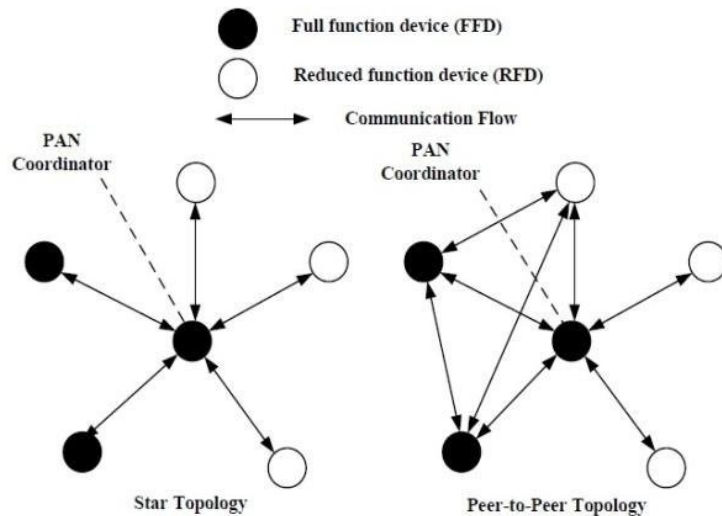 Full function device (FFD)
Reduced function device (RFD)
Communication Flow
PAN
Coordinator
PAN
Coordinator
Star Topology
Peer-to-Peer Topology